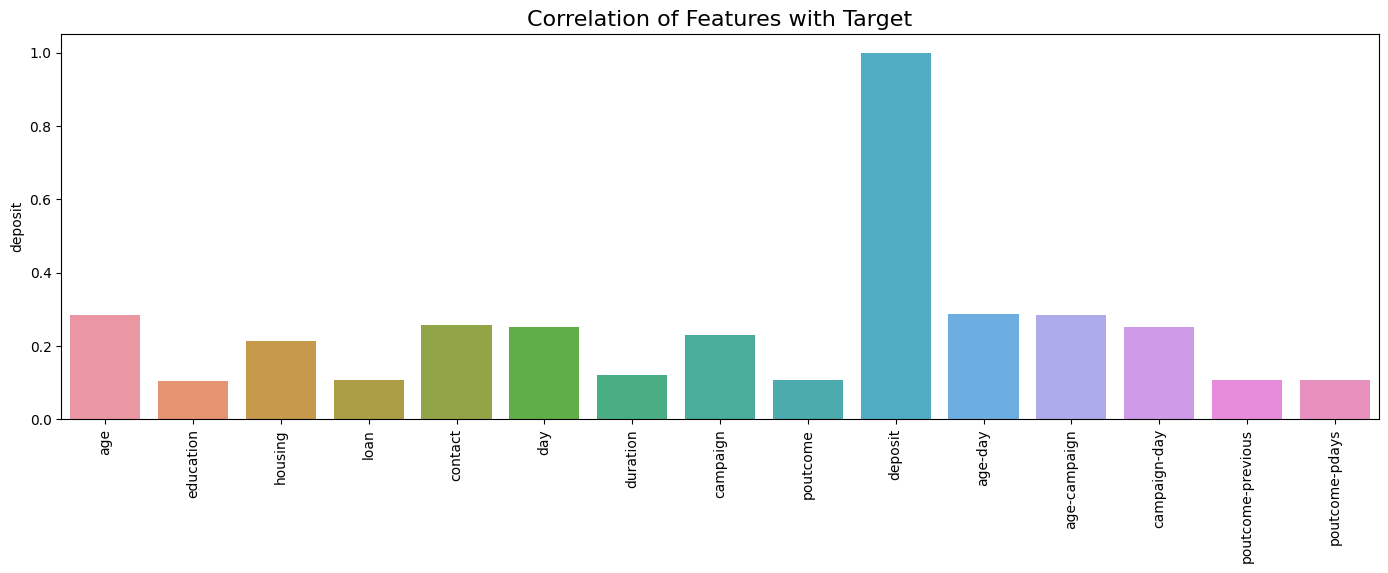 Correlation of Features with Target
deposit
1.0
0.8
0.6
0.4
0.2
0.0
age
education
housing
loan
contact
day
duration
campaign
poutcome
deposit
age-day
age-campaign
campaign-day
poutcome-previous
poutcome-pdays